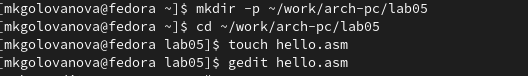 [mkgolovanova@fedora ~]$ mkdir -p ~/work/arch-pc/lab05
[mkgolovanova@fedora ~]$ cd ~/work/arch-pc/lab05
[mkgolovanova@fedora lab05]$ touch hello.asm
[mkgolovanova@fedora lab05]$ gedit hello.asm